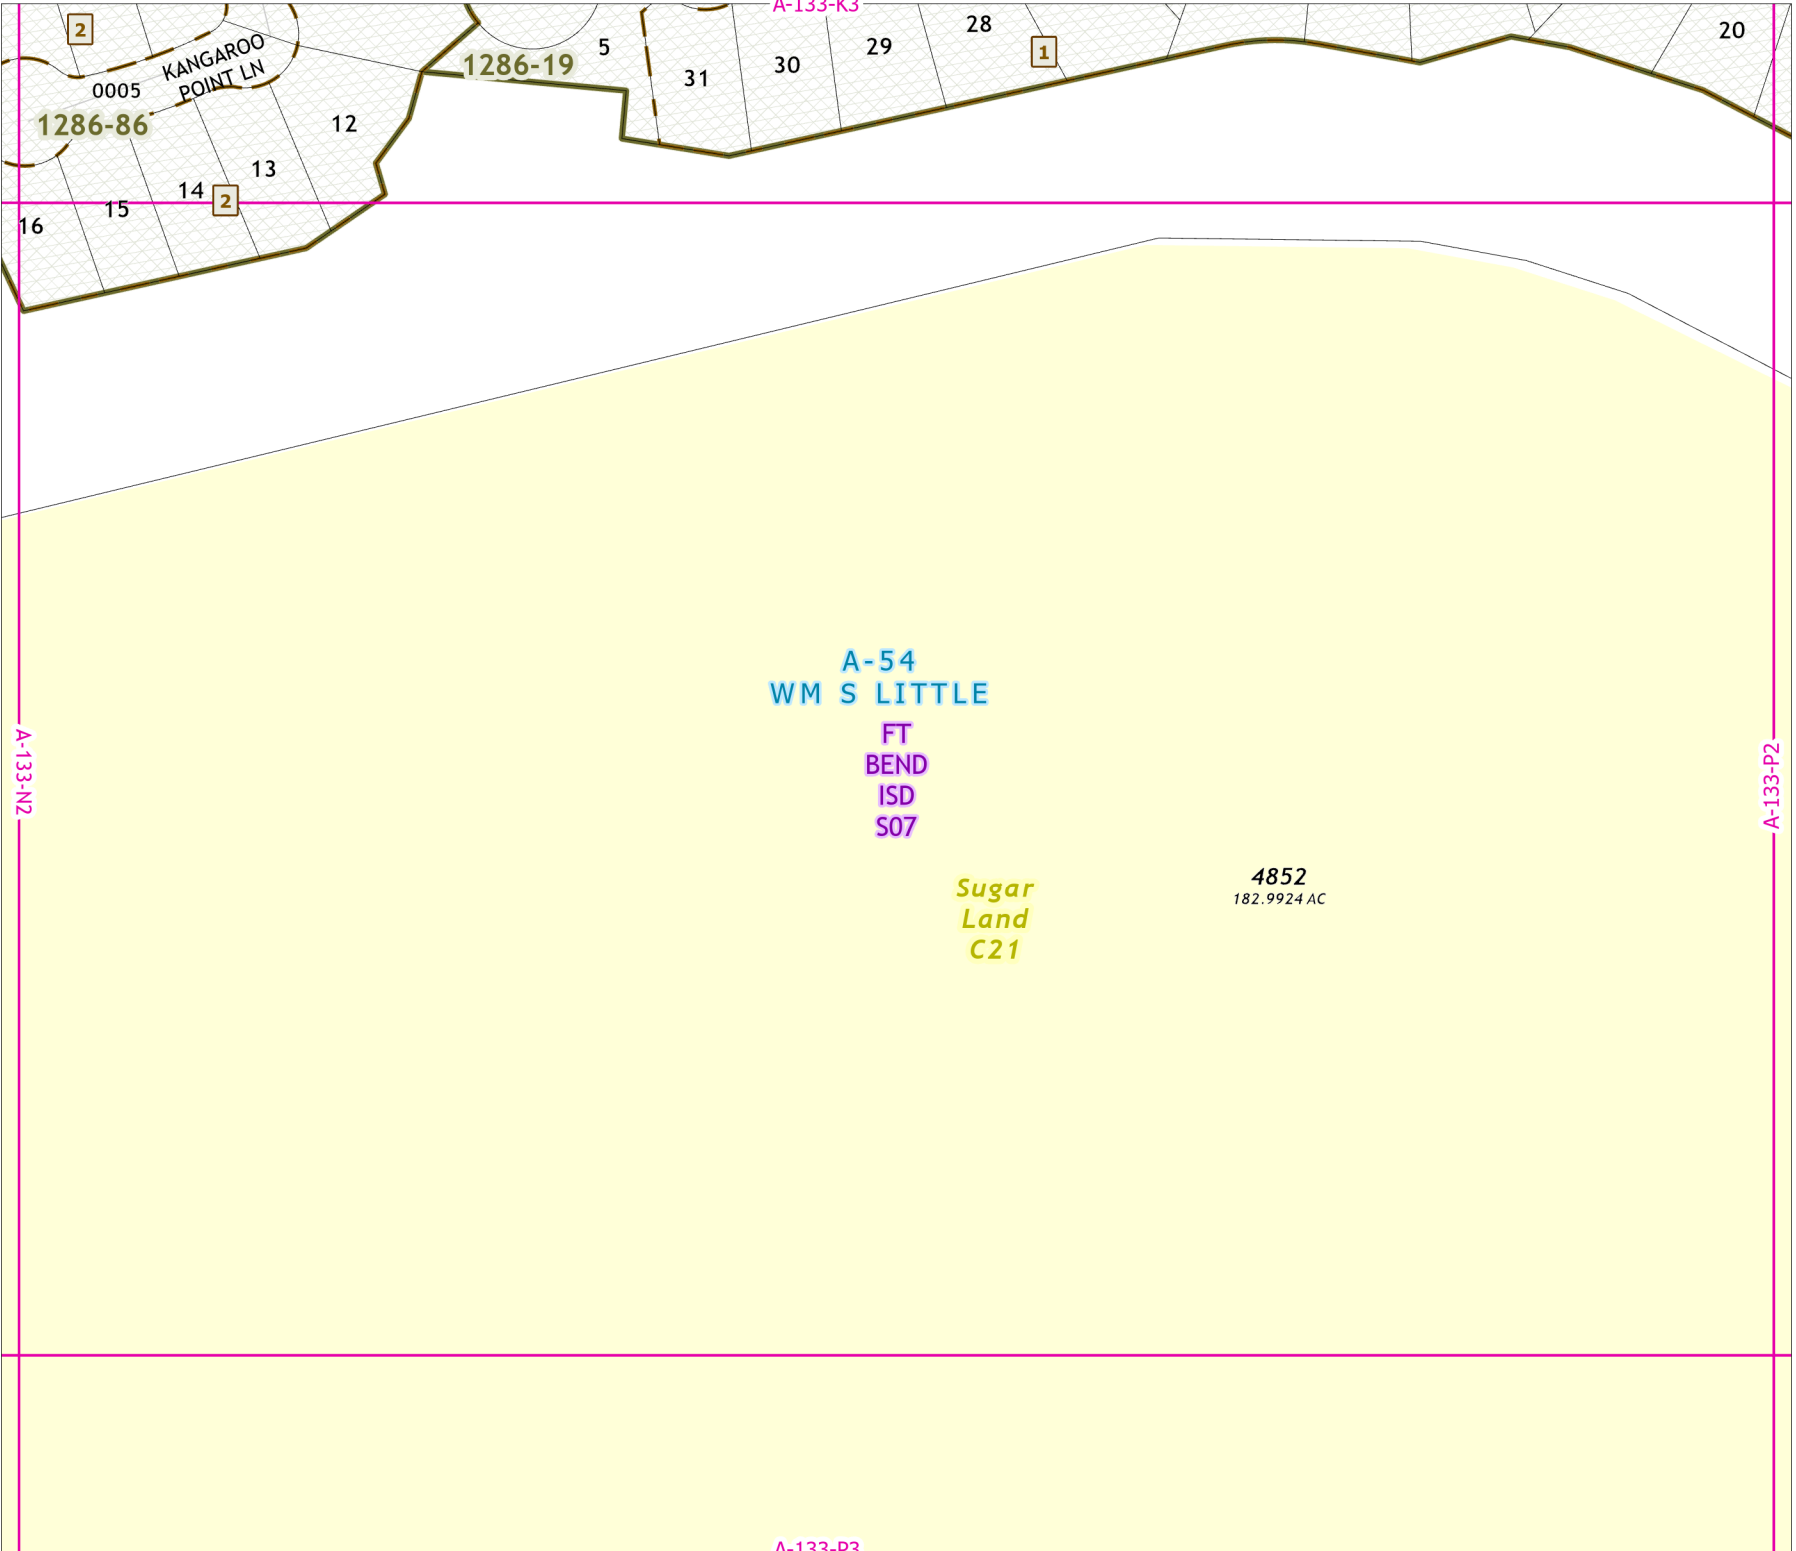 A-133-K3
2
KANGAROO
POINT LN
0005
1286-86
1286-19
5
31
30
29
28
1
20
12
13
14
2
15
16
A-54
WM S LITTLE
FT
BEND
ISD
S07
Sugar
Land
C21
4852
182.9924 AC
A-133-N2
A-133-P2
A-133-P3